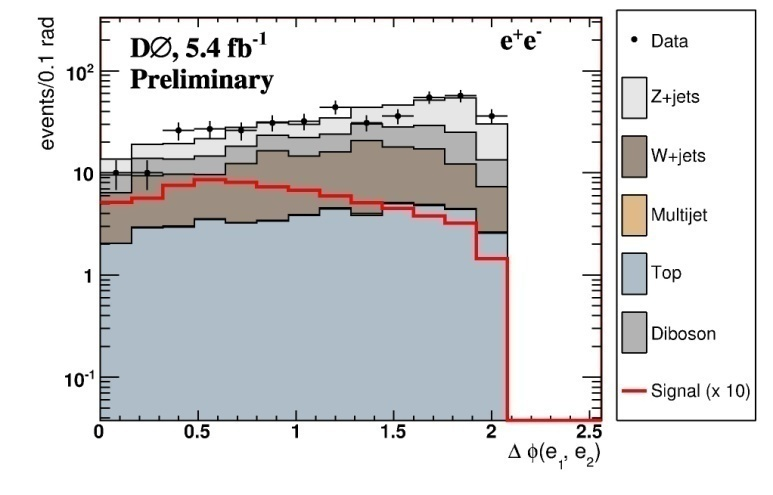 events/0.1 rad
DØ, 5.4 fb⁻¹
Preliminary
e⁺e⁻
10²
10
1
10⁻¹
0 0.5 1 1.5 2 2.5
Δ ϕ(e₁, e₂)
Data
Z+jets
W+jets
Multijet
Top
Diboson
Signal (x 10)